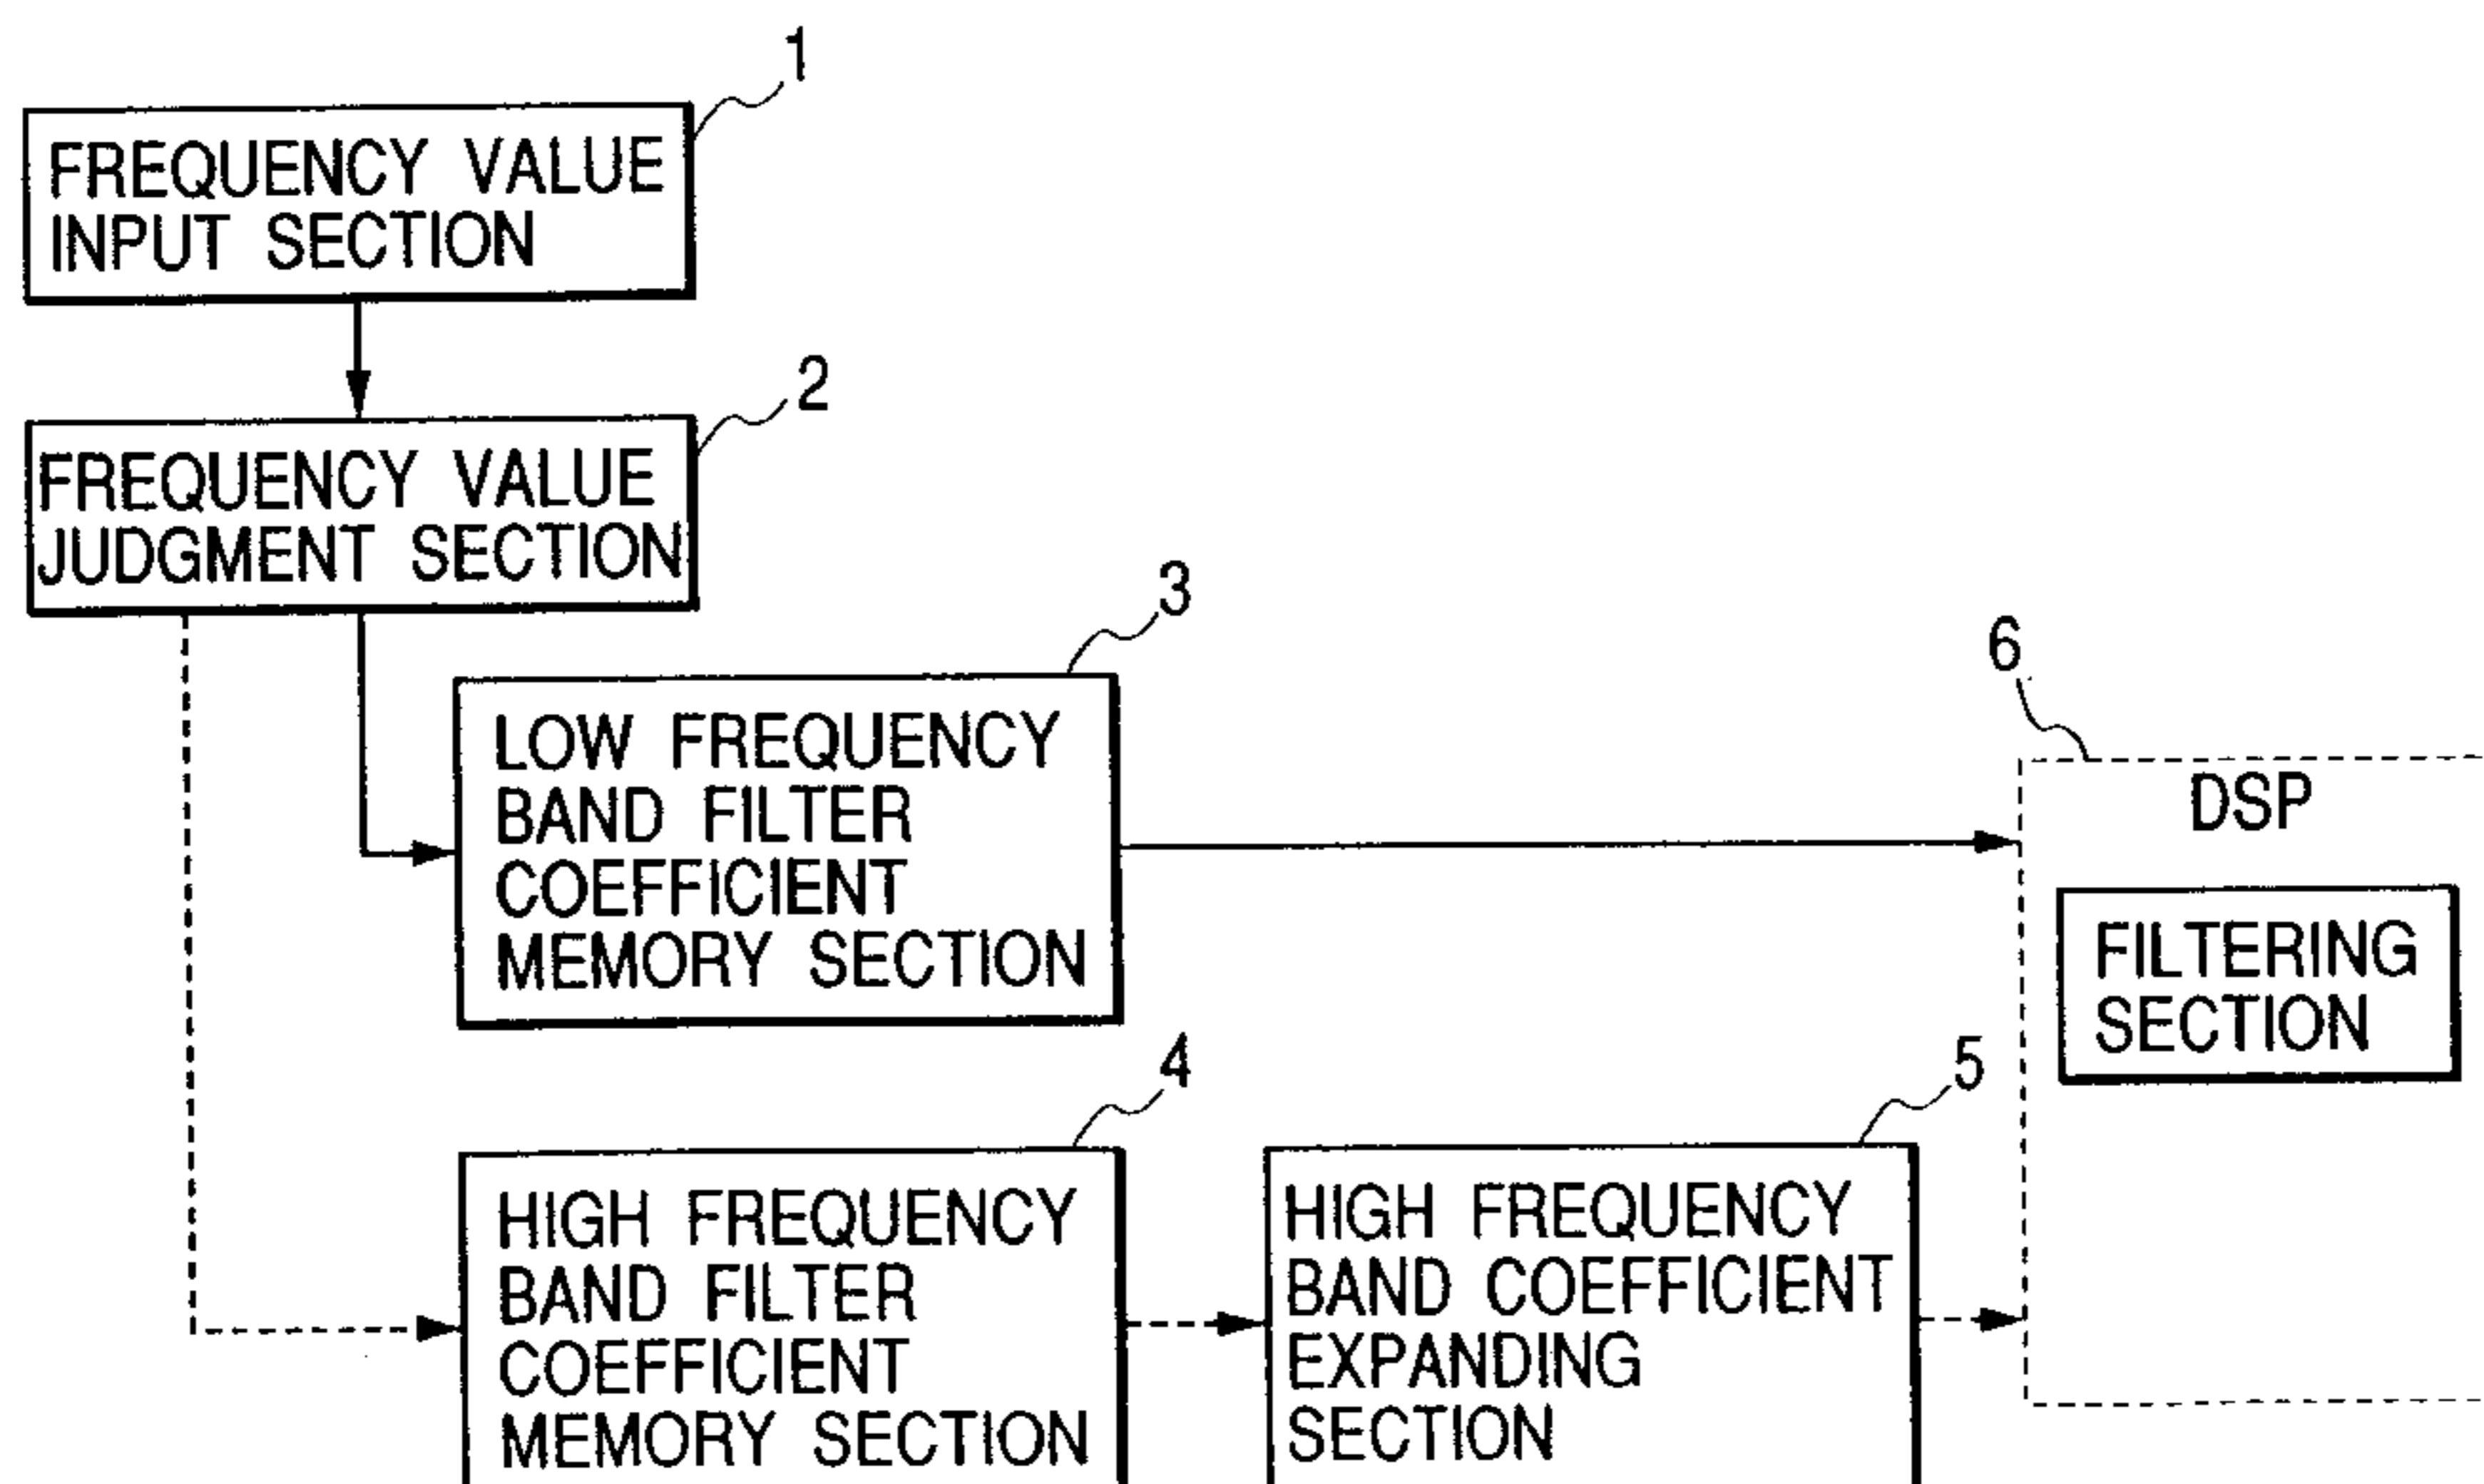 1
FREQUENCY VALUE
INPUT SECTION
2
FREQUENCY VALUE
JUDGMENT SECTION
3
LOW FREQUENCY
BAND FILTER
COEFFICIENT
MEMORY SECTION
6
DSP
FILTERING
SECTION
4
HIGH FREQUENCY
BAND FILTER
COEFFICIENT
MEMORY SECTION
5
HIGH FREQUENCY
BAND COEFFICIENT
EXPANDING
SECTION